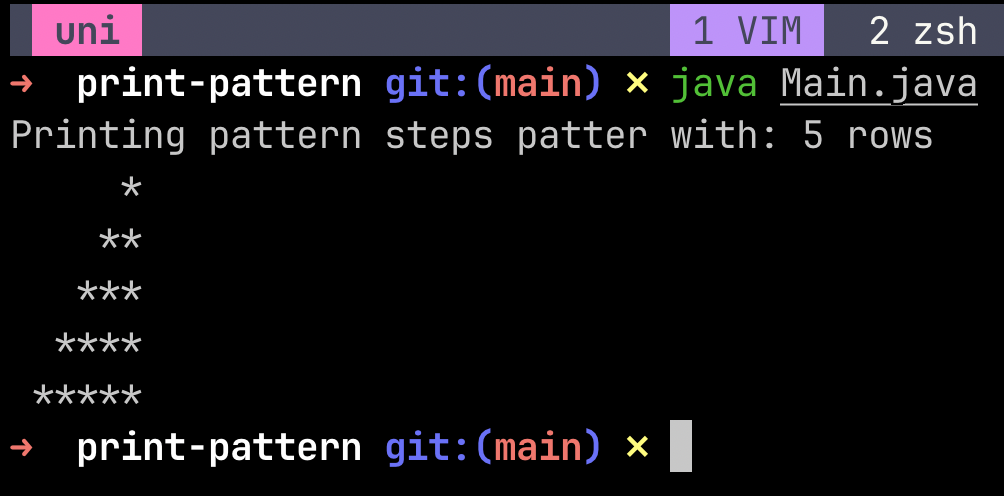 uni 1 VIM 2 zsh
→ print-pattern git:(main) × java Main.java
Printing pattern steps patter with: 5 rows
     *
    **
   ***
  ****
 *****
→ print-pattern git:(main) ×